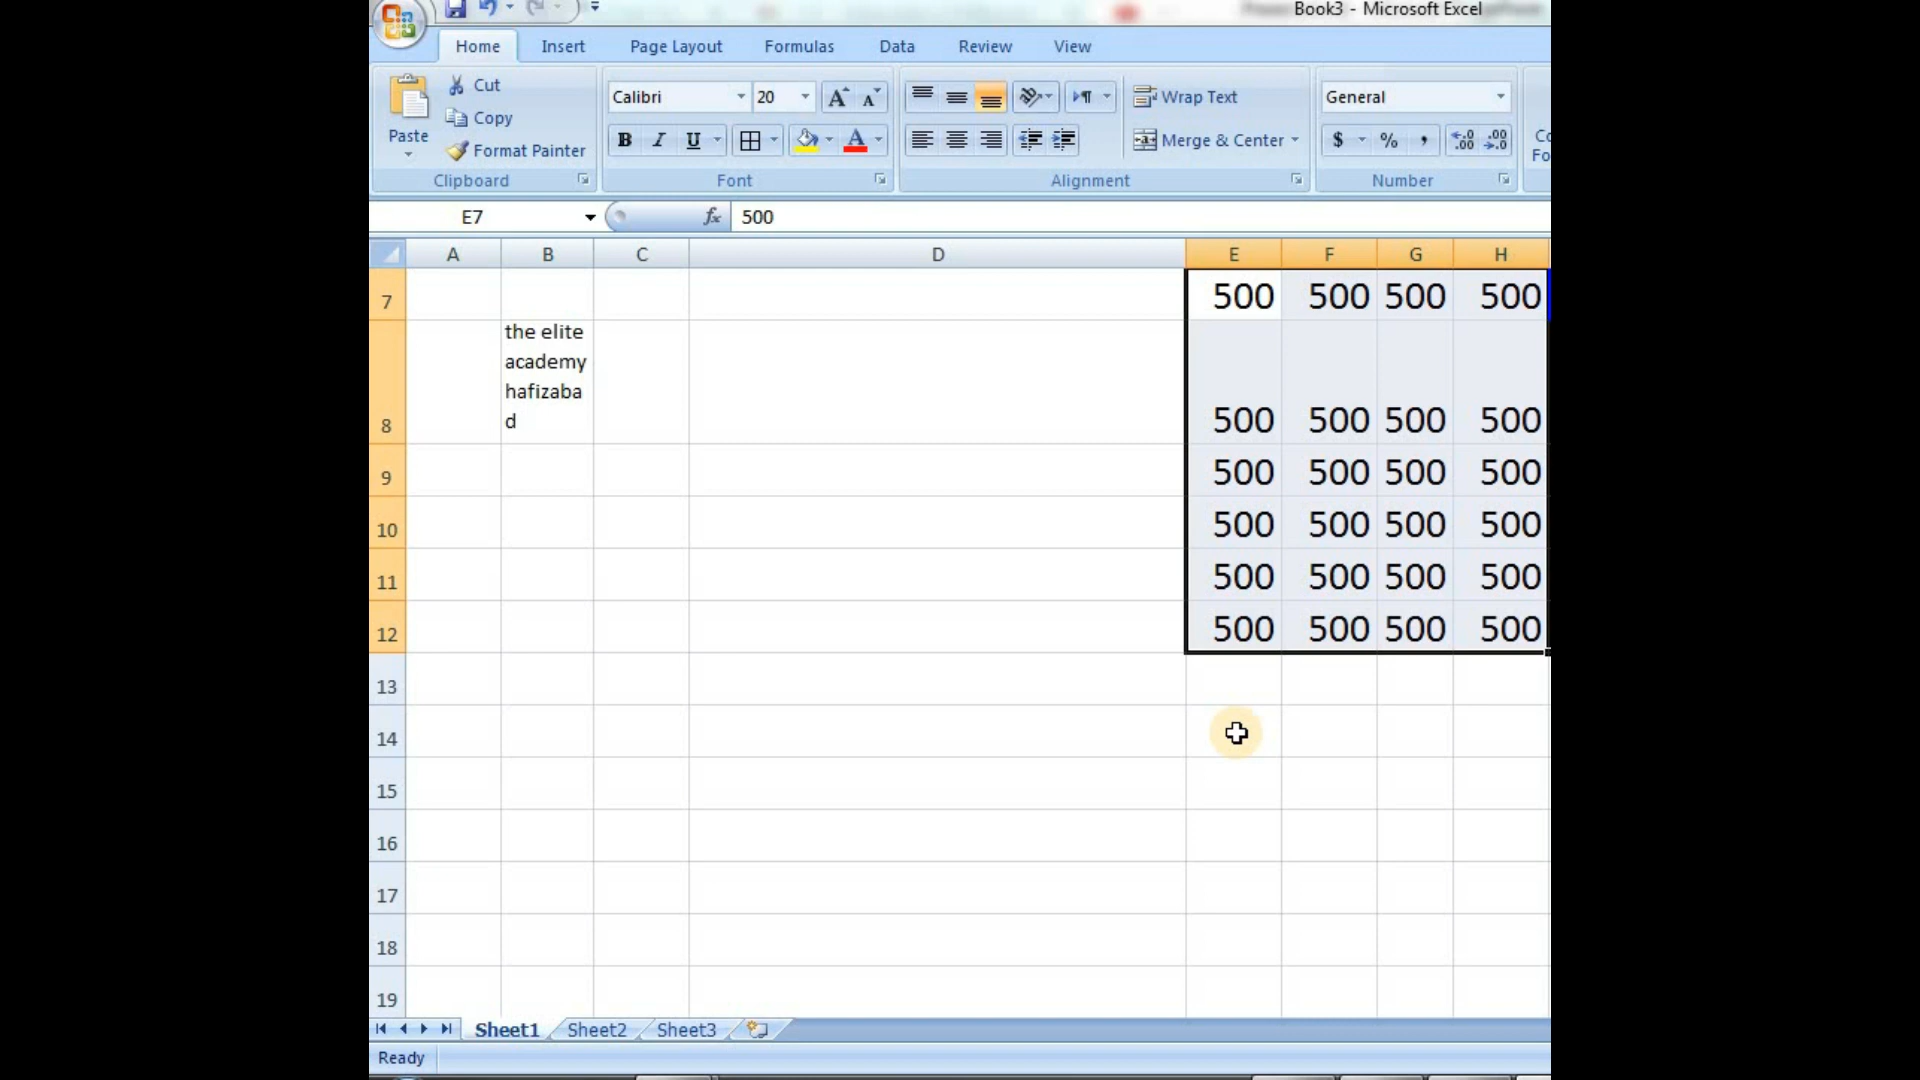 Book3 - Microsoft Excel
Home Insert Page Layout Formulas Data Review View
Paste
Cut
Copy
Format Painter
Clipboard
Calibri 20
B I U
Font
Wrap Text
Merge & Center
Alignment
General
$ % , .00
Number
E7 fx 500
A B C D E F G H
7 500 500 500 500
the elite
academy
hafizaba
d
8 500 500 500 500
9 500 500 500 500
10 500 500 500 500
11 500 500 500 500
12 500 500 500 500
13
14
15
16
17
18
19
Sheet1 Sheet2 Sheet3
Ready